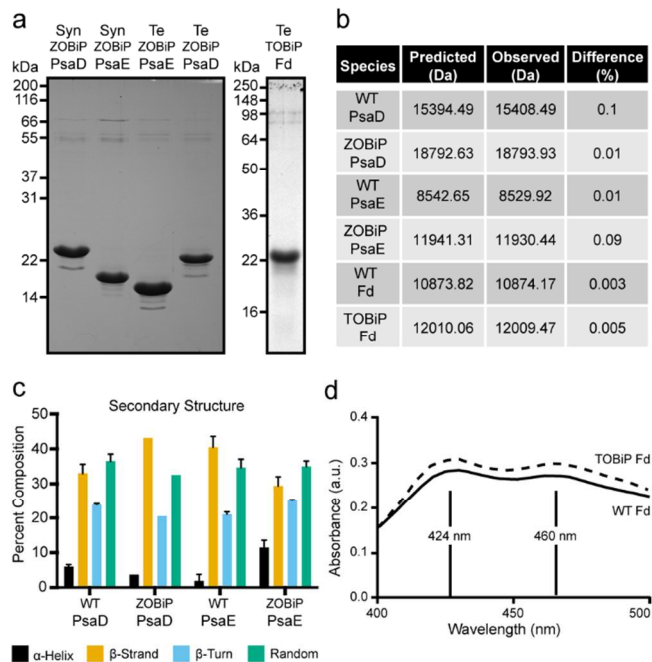 a
Syn ZOBiP PsaD
Syn ZOBiP PsaE
Te ZOBiP PsaE
Te ZOBiP PsaD
kDa
200
116
66
55
37
31
22
14
Te TOBiP Fd
kDa
250
148
98
64
50
36
22
16
b
Species Predicted (Da) Observed (Da) Difference (%)
WT PsaD 15394.49 15408.49 0.1
ZOBiP PsaD 18792.63 18793.93 0.01
WT PsaE 8542.65 8529.92 0.01
ZOBiP PsaE 11941.31 11930.44 0.09
WT Fd 10873.82 10874.17 0.003
TOBiP Fd 12010.06 12009.47 0.005
c
Secondary Structure
Percent Composition
50
40
30
20
10
0
WT PsaD
ZOBiP PsaD
WT PsaE
ZOBiP PsaE
α-Helix β-Strand β-Turn Random
d
Absorbance (a.u.)
0.4
0.3
0.2
0.1
0
TOBiP Fd
WT Fd
424 nm
460 nm
400 450 500
Wavelength (nm)